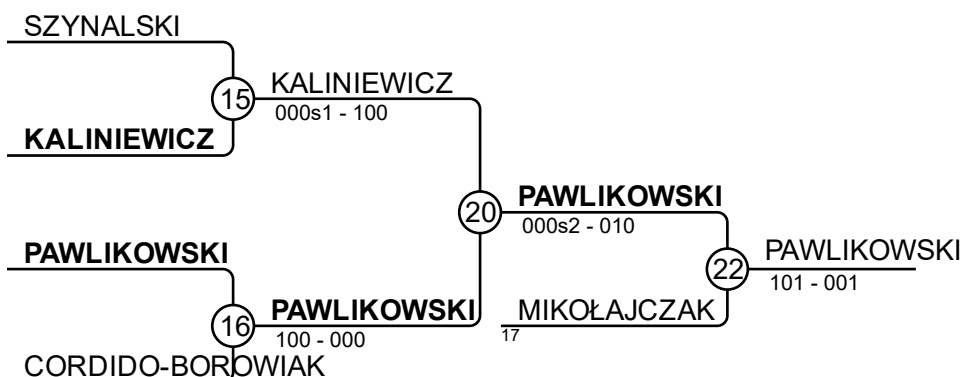 SZYNALSKI
15
KALINIEWICZ
000s1 - 100
KALINIEWICZ
20
PAWLIKOWSKI
000s2 - 010
PAWLIKOWSKI
22
PAWLIKOWSKI
101 - 001
16
PAWLIKOWSKI
100 - 000
MIKOŁAJCZAK
17
CORDIDO-BOROWIAK